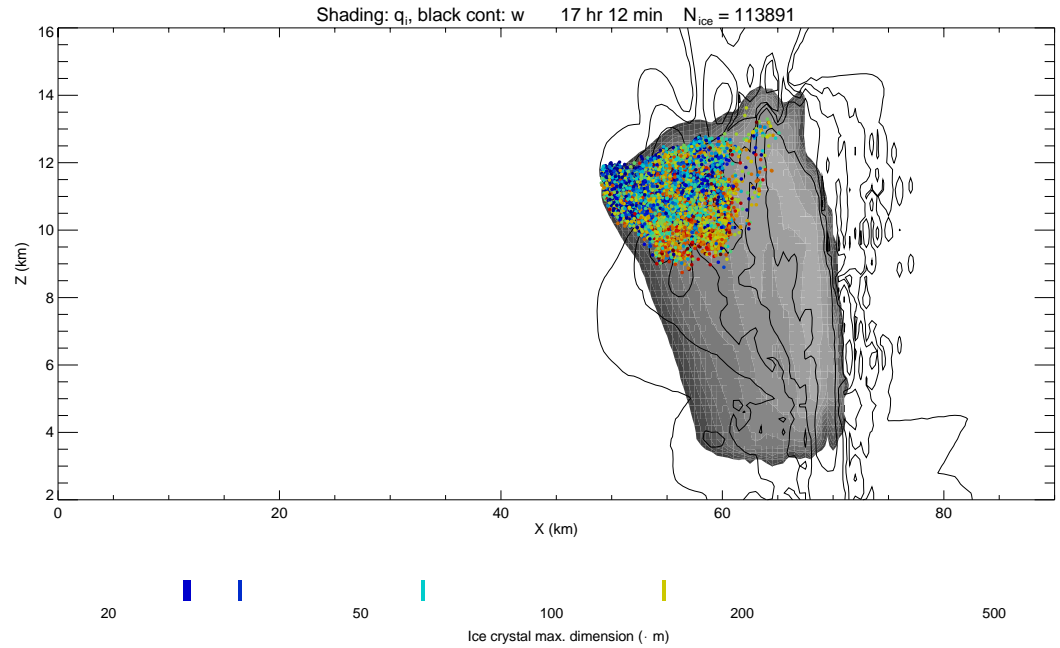 Shading: qi, black cont: w 17 hr 12 min Nice = 113891
16
14
12
10
8
6
4
2
Z (km)
0 20 40 60 80
X (km)
20 50 100 200 500
Ice crystal max. dimension (· m)